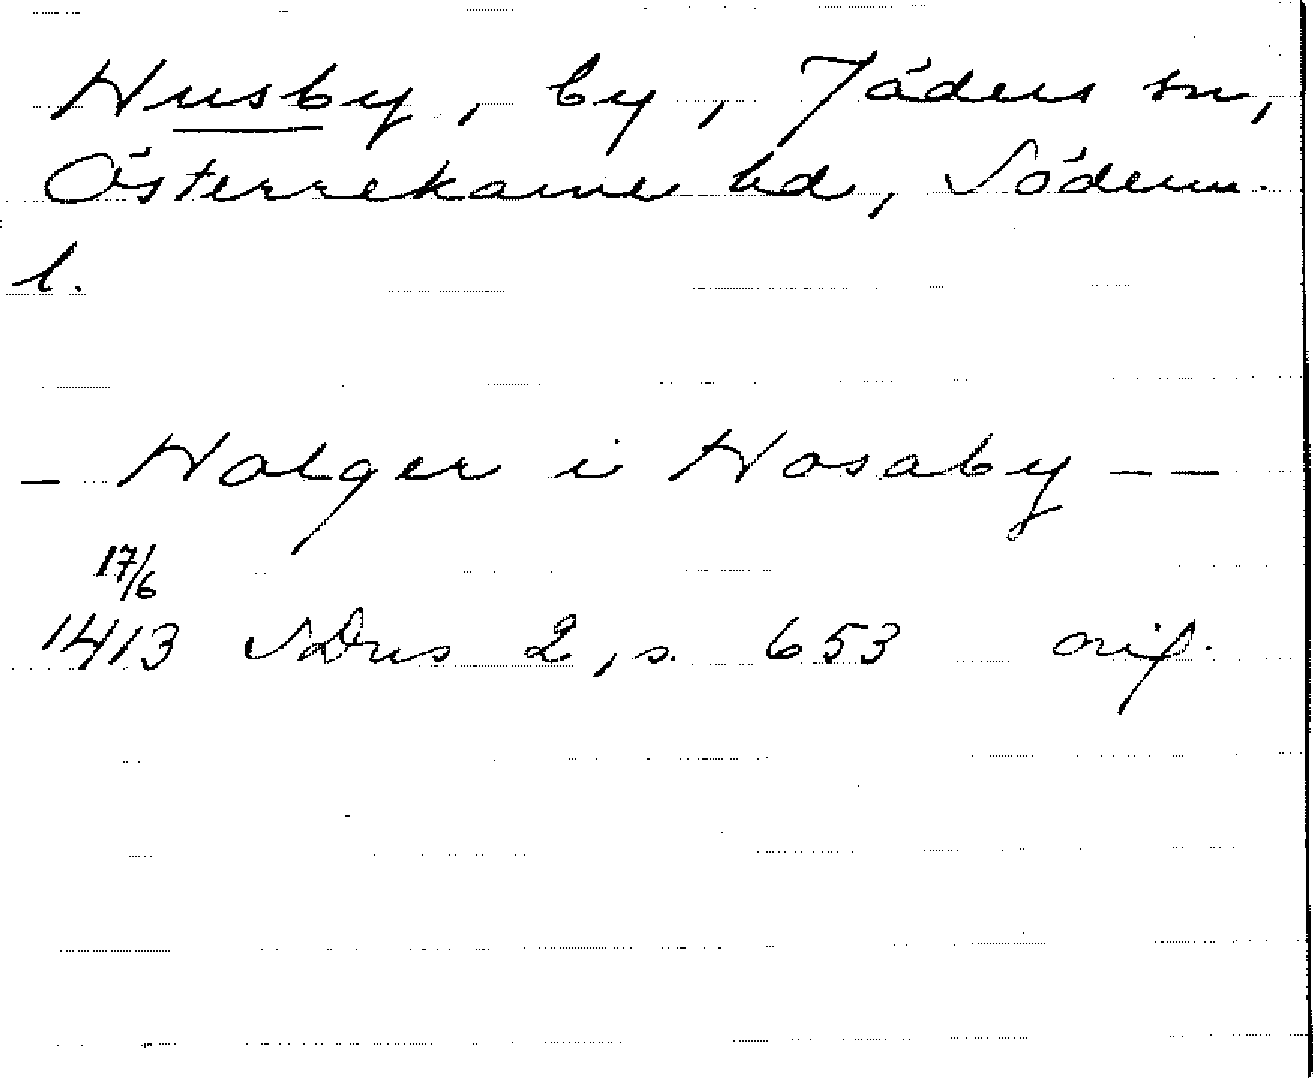 Husby, by, Jäders sn,
Österrekarne hd, Söderm.
l.
- Holger i Hosaby --
17/6
1413 SDns 2, s. 653 orig.